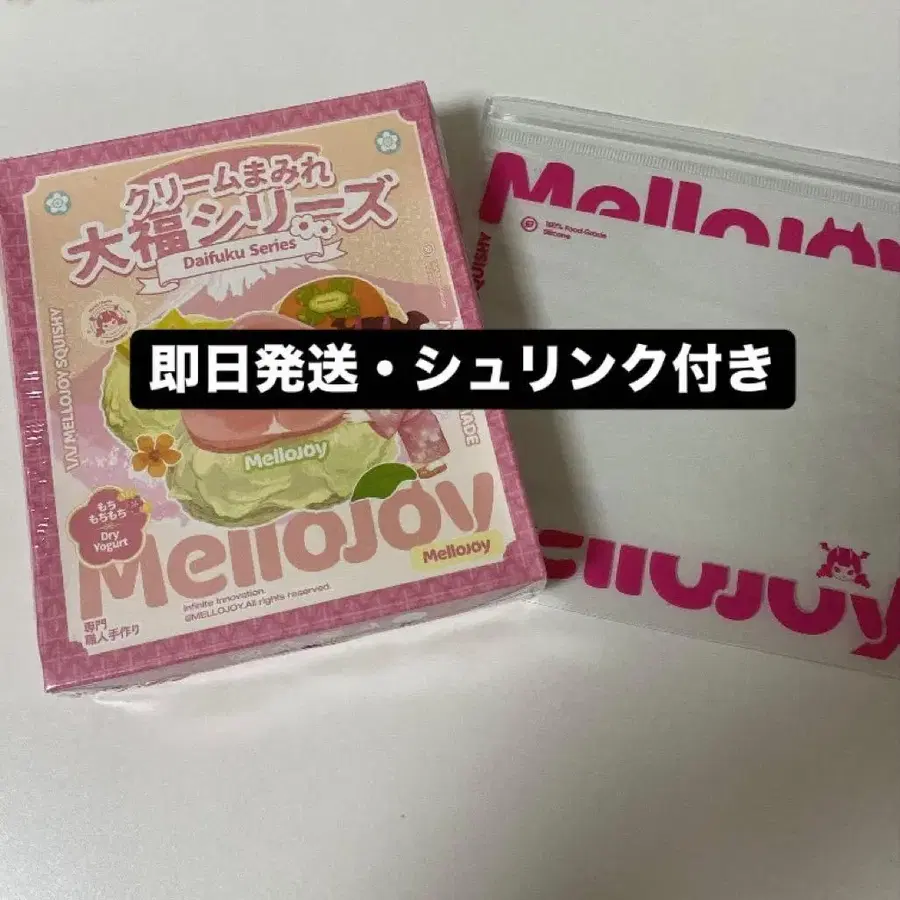 クリームまみれ
大福シリーズ
Daifuku Series
W MELLOJOY SQUISHY
即日発送・シュリンク付き
MelloJoy
もち
もちもち
Dry
Yogurt
MelloJoy
MelloJoy
Infinite Innovation.
©MELLOJOY.All rights reserved.
専門
職人手作り
MelloJoy
100% Food-Grade
Silicone
SQUISHY